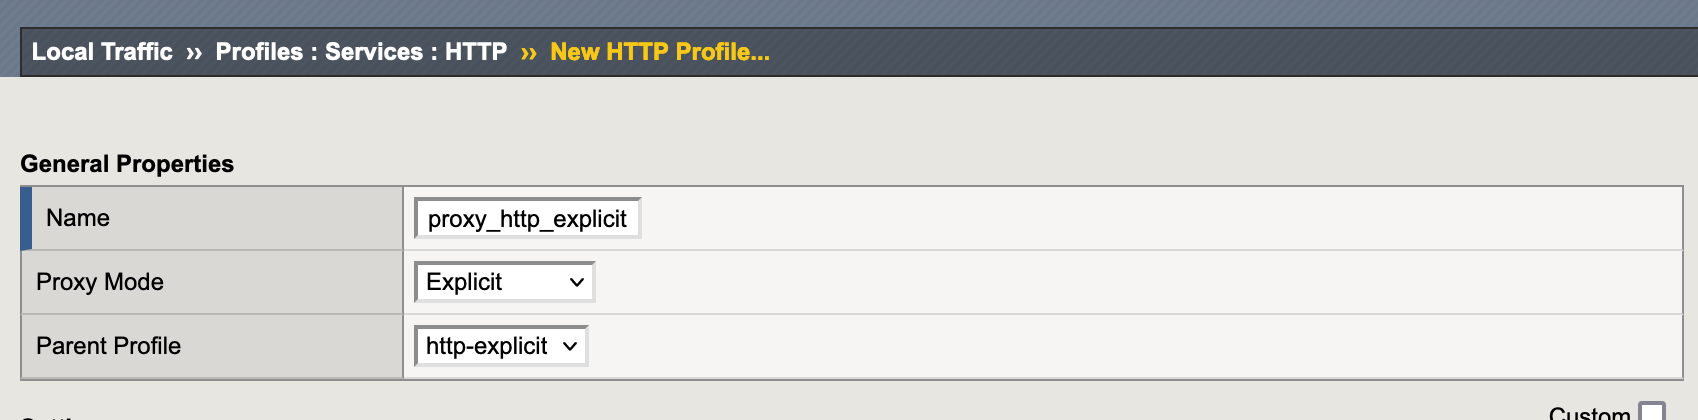 Local Traffic ›› Profiles : Services : HTTP ›› New HTTP Profile...
General Properties
Name proxy_http_explicit
Proxy Mode Explicit
Parent Profile http-explicit
Custom